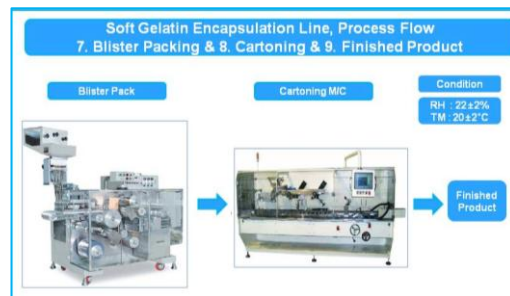 Soft Gelatin Encapsulation Line, Process Flow
7. Blister Packing & 8. Cartoning & 9. Finished Product
Blister Pack
Cartoning M/C
Condition
RH : 22±2%
TM : 20±2°C
Finished
Product